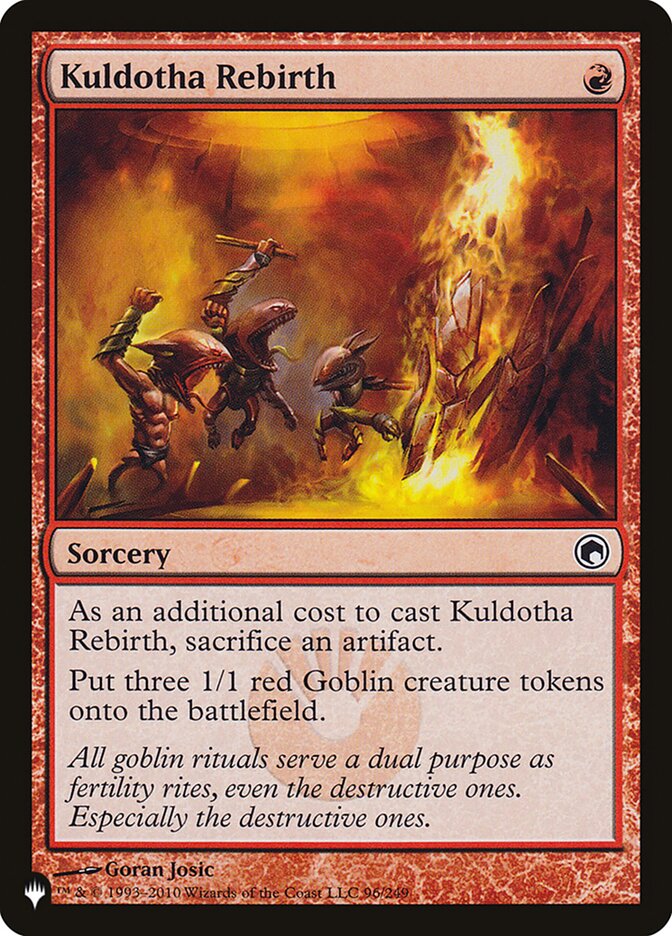 Kuldotha Rebirth
Sorcery
As an additional cost to cast Kuldotha
Rebirth, sacrifice an artifact.
Put three 1/1 red Goblin creature tokens
onto the battlefield.
All goblin rituals serve a dual purpose as
fertility rites, even the destructive ones.
Especially the destructive ones.
Goran Josic
™ & © 1993–2010 Wizards of the Coast LLC 96/249